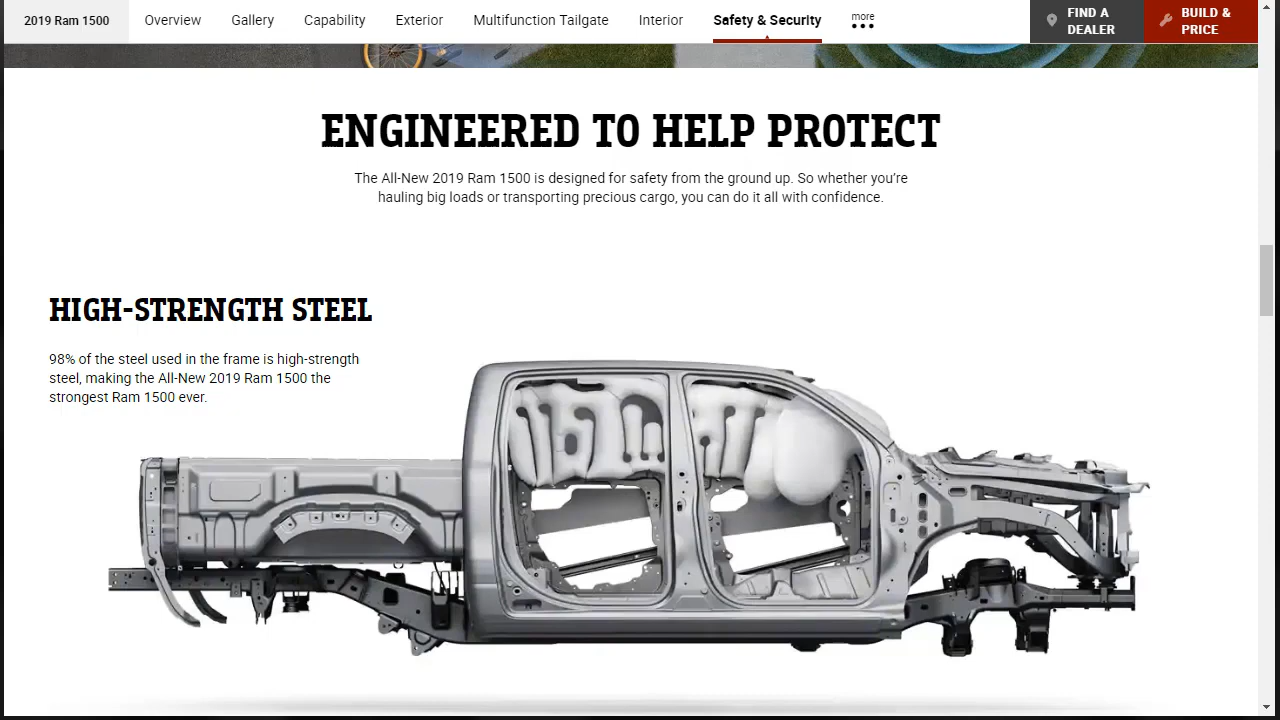 2019 Ram 1500
Overview
Gallery
Capability
Exterior
Multifunction Tailgate
Interior
Safety & Security
more
FIND A
DEALER
BUILD &
PRICE
ENGINEERED TO HELP PROTECT
The All-New 2019 Ram 1500 is designed for safety from the ground up. So whether you’re
hauling big loads or transporting precious cargo, you can do it all with confidence.
HIGH-STRENGTH STEEL
98% of the steel used in the frame is high-strength
steel, making the All-New 2019 Ram 1500 the
strongest Ram 1500 ever.